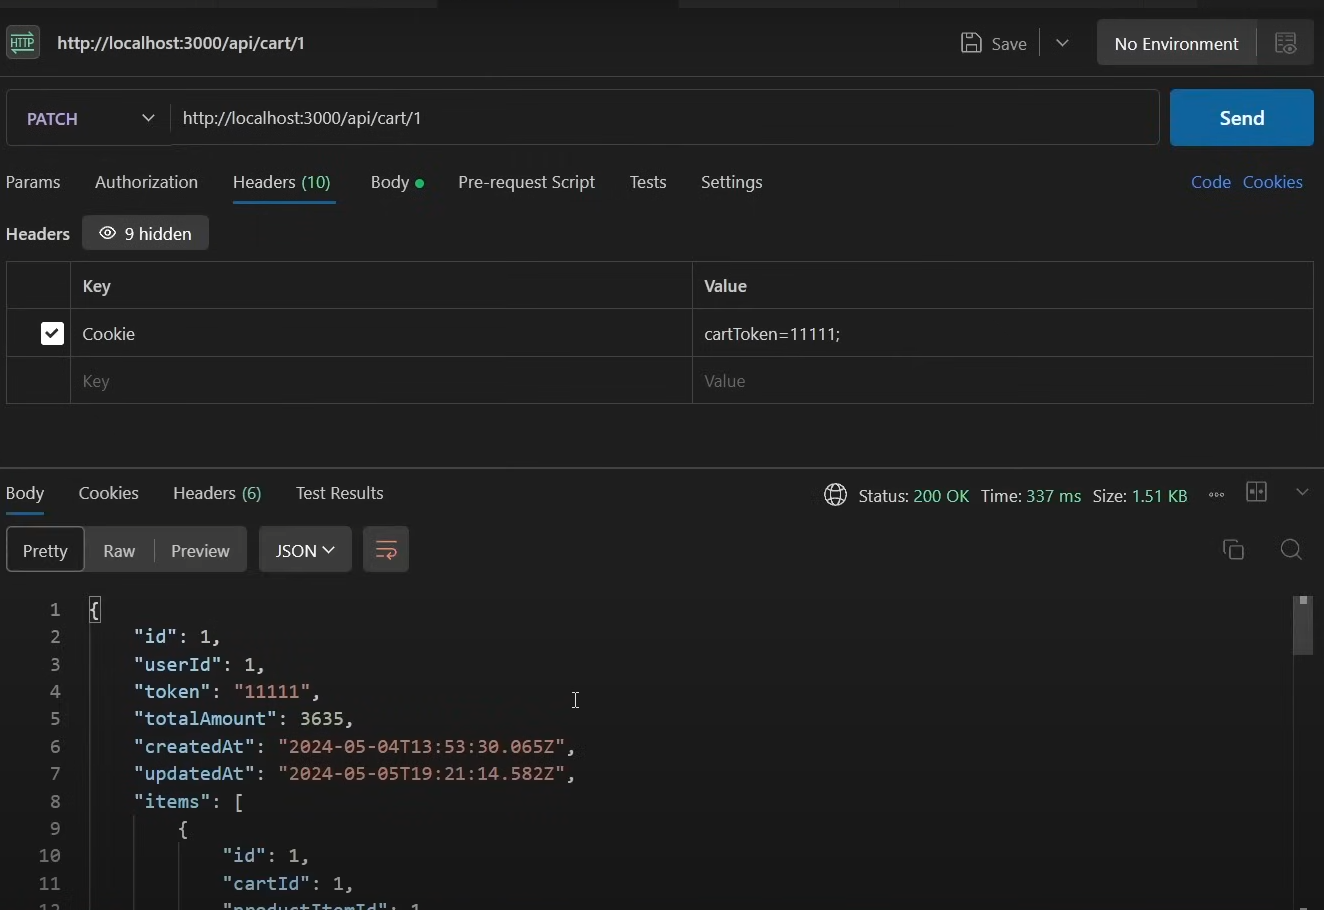 HTTP http://localhost:3000/api/cart/1 Save No Environment
PATCH http://localhost:3000/api/cart/1 Send
Params Authorization Headers (10) Body Pre-request Script Tests Settings Code Cookies
Headers 9 hidden
Key Value
Cookie cartToken=11111;
Key Value
Body Cookies Headers (6) Test Results Status: 200 OK Time: 337 ms Size: 1.51 KB
Pretty Raw Preview JSON
1 {
2 "id": 1,
3 "userId": 1,
4 "token": "11111",
5 "totalAmount": 3635,
6 "createdAt": "2024-05-04T13:53:30.065Z",
7 "updatedAt": "2024-05-05T19:21:14.582Z",
8 "items": [
9 {
10 "id": 1,
11 "cartId": 1,
12 "productItemId": 1